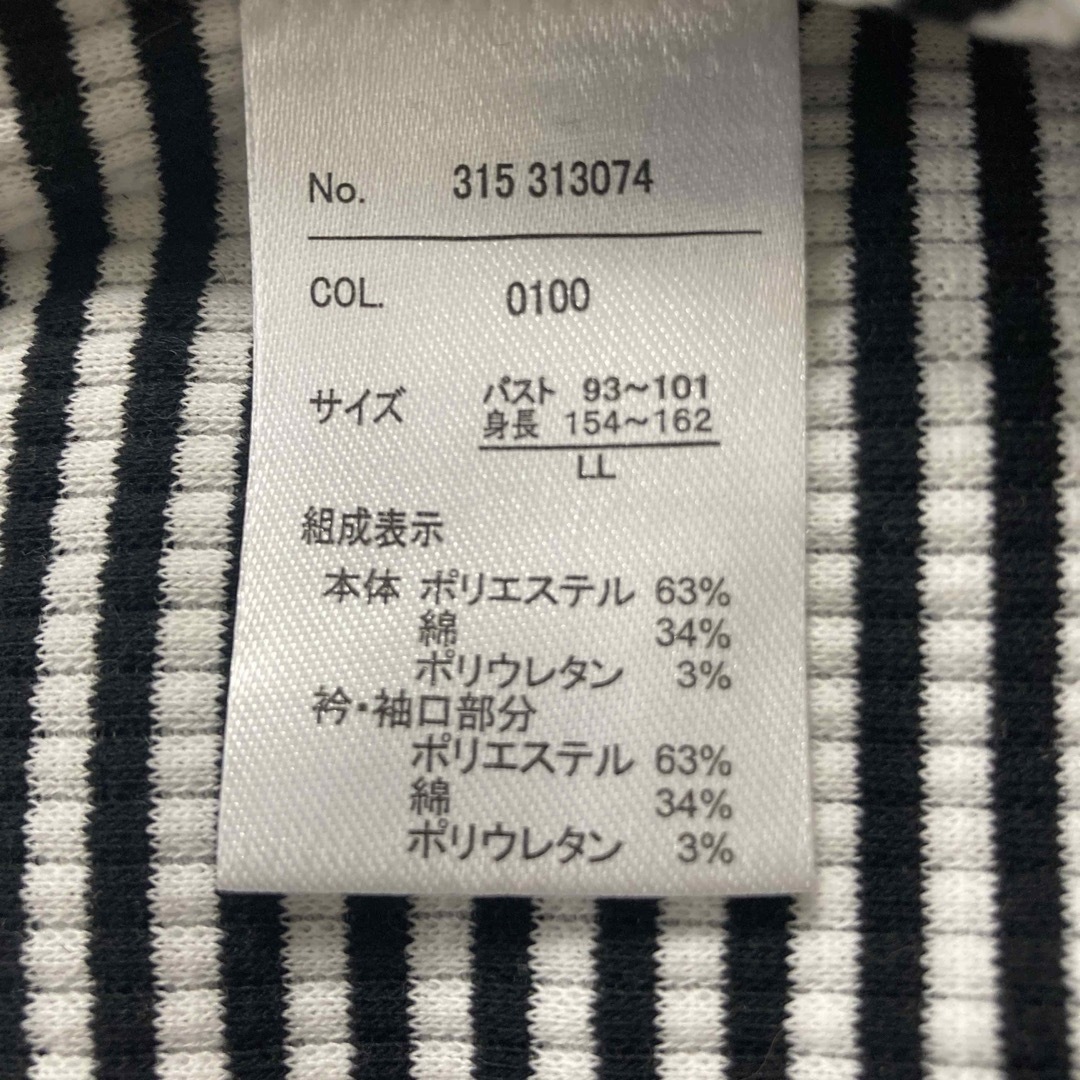 No. 315 313074
COL. 0100
サイズ バスト 93～101
身長 154～162
LL
組成表示
本体 ポリエステル 63%
綿 34%
ポリウレタン 3%
衿・袖口部分
ポリエステル 63%
綿 34%
ポリウレタン 3%